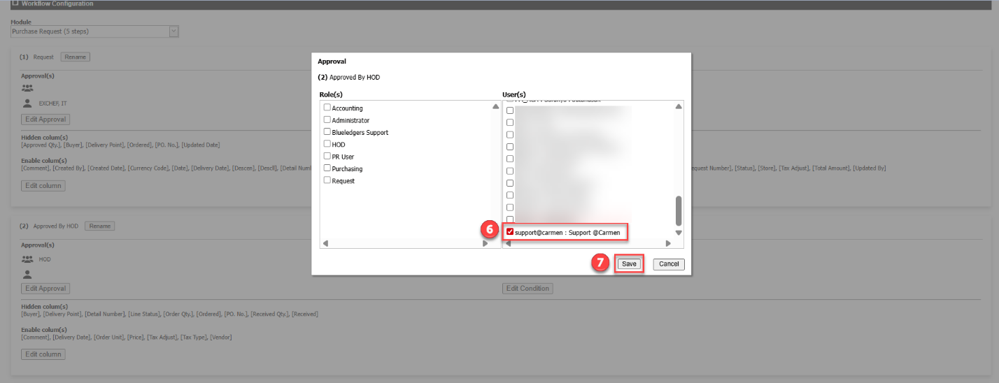 Workflow Configuration
Module
Purchase Request (5 steps)
(1) Request Rename
Approval(s)
EXCHEF, IT
Edit Approval
Hidden colum(s)
[Approved Qty.], [Buyer], [Delivery Point], [Ordered], [PO. No.], [Updated Date]
Enable colum(s)
[Comment], [Created By], [Created Date], [Currency Code], [Date], [Delivery Date], [Descen], [Descll], [Detail
equest Number], [Status], [Store], [Tax Adjust], [Total Amount], [Updated By]
Edit column
(2) Approved By HOD Rename
Approval(s)
HOD
Edit Approval
Edit Condition
Hidden colum(s)
[Buyer], [Delivery Point], [Detail Number], [Line Status], [Order Qty.], [Ordered], [PO. No.], [Received Qty.], [Received]
Enable colum(s)
[Comment], [Delivery Date], [Order Unit], [Price], [Tax Adjust], [Tax Type], [Vendor]
Edit column
Approval
(2) Approved By HOD
Role(s)
Accounting
Administrator
Blueledgers Support
HOD
PR User
Purchasing
Request
User(s)
6
support@carmen : Support @Carmen
7
Save
Cancel